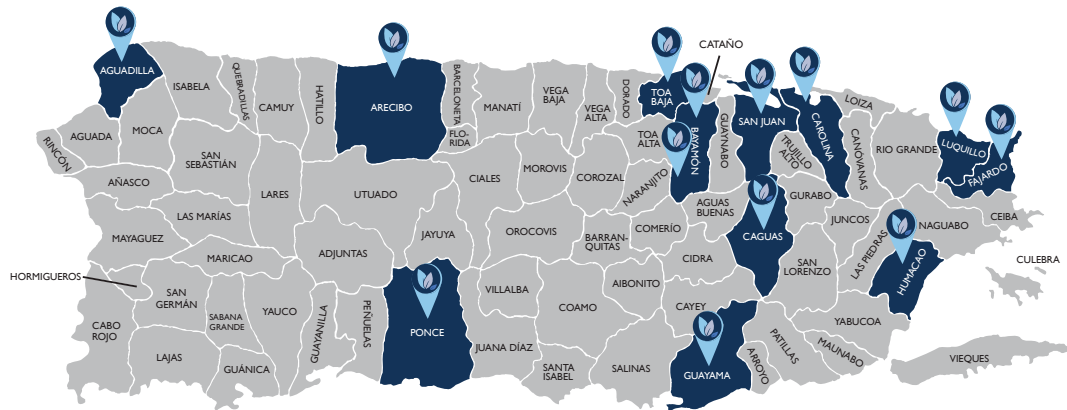 AGUADILLA
ISABELA
QUEBRADILLAS
CAMUY
HATILLO
ARECIBO
BARCELONETA
FLO-
RIDA
MANATÍ
VEGA
BAJA
VEGA
ALTA
DORADO
TOA
BAJA
TOA
ALTA
CATAÑO
BAYAMÓN
GUAYNABO
SAN JUAN
TRUJILLO
ALTO
CAROLINA
LOIZA
CANÓVANAS
RIO GRANDE
LUQUILLO
FAJARDO
CEIBA
RINCÓN
AGUADA
MOCA
AÑASCO
SAN
SEBASTIÁN
LARES
UTUADO
CIALES
MOROVIS
COROZAL
NARANJITO
LAS MARÍAS
MAYAGUEZ
MARICAO
ADJUNTAS
JAYUYA
OROCOVIS
BARRAN-
QUITAS
COMERÍO
AGUAS
BUENAS
CAGUAS
GURABO
JUNCOS
LAS PIEDRAS
NAGUABO
HUMACAO
CULEBRA
HORMIGUEROS
SAN
GERMÁN
SABANA
GRANDE
CABO
ROJO
LAJAS
GUÁNICA
YAUCO
GUAYANILLA
PEÑUELAS
PONCE
VILLALBA
JUANA DÍAZ
COAMO
SANTA
ISABEL
AIBONITO
SALINAS
CIDRA
CAYEY
GUAYAMA
ARROYO
PATILLAS
SAN
LORENZO
YABUCOA
MAUNABO
VIEQUES